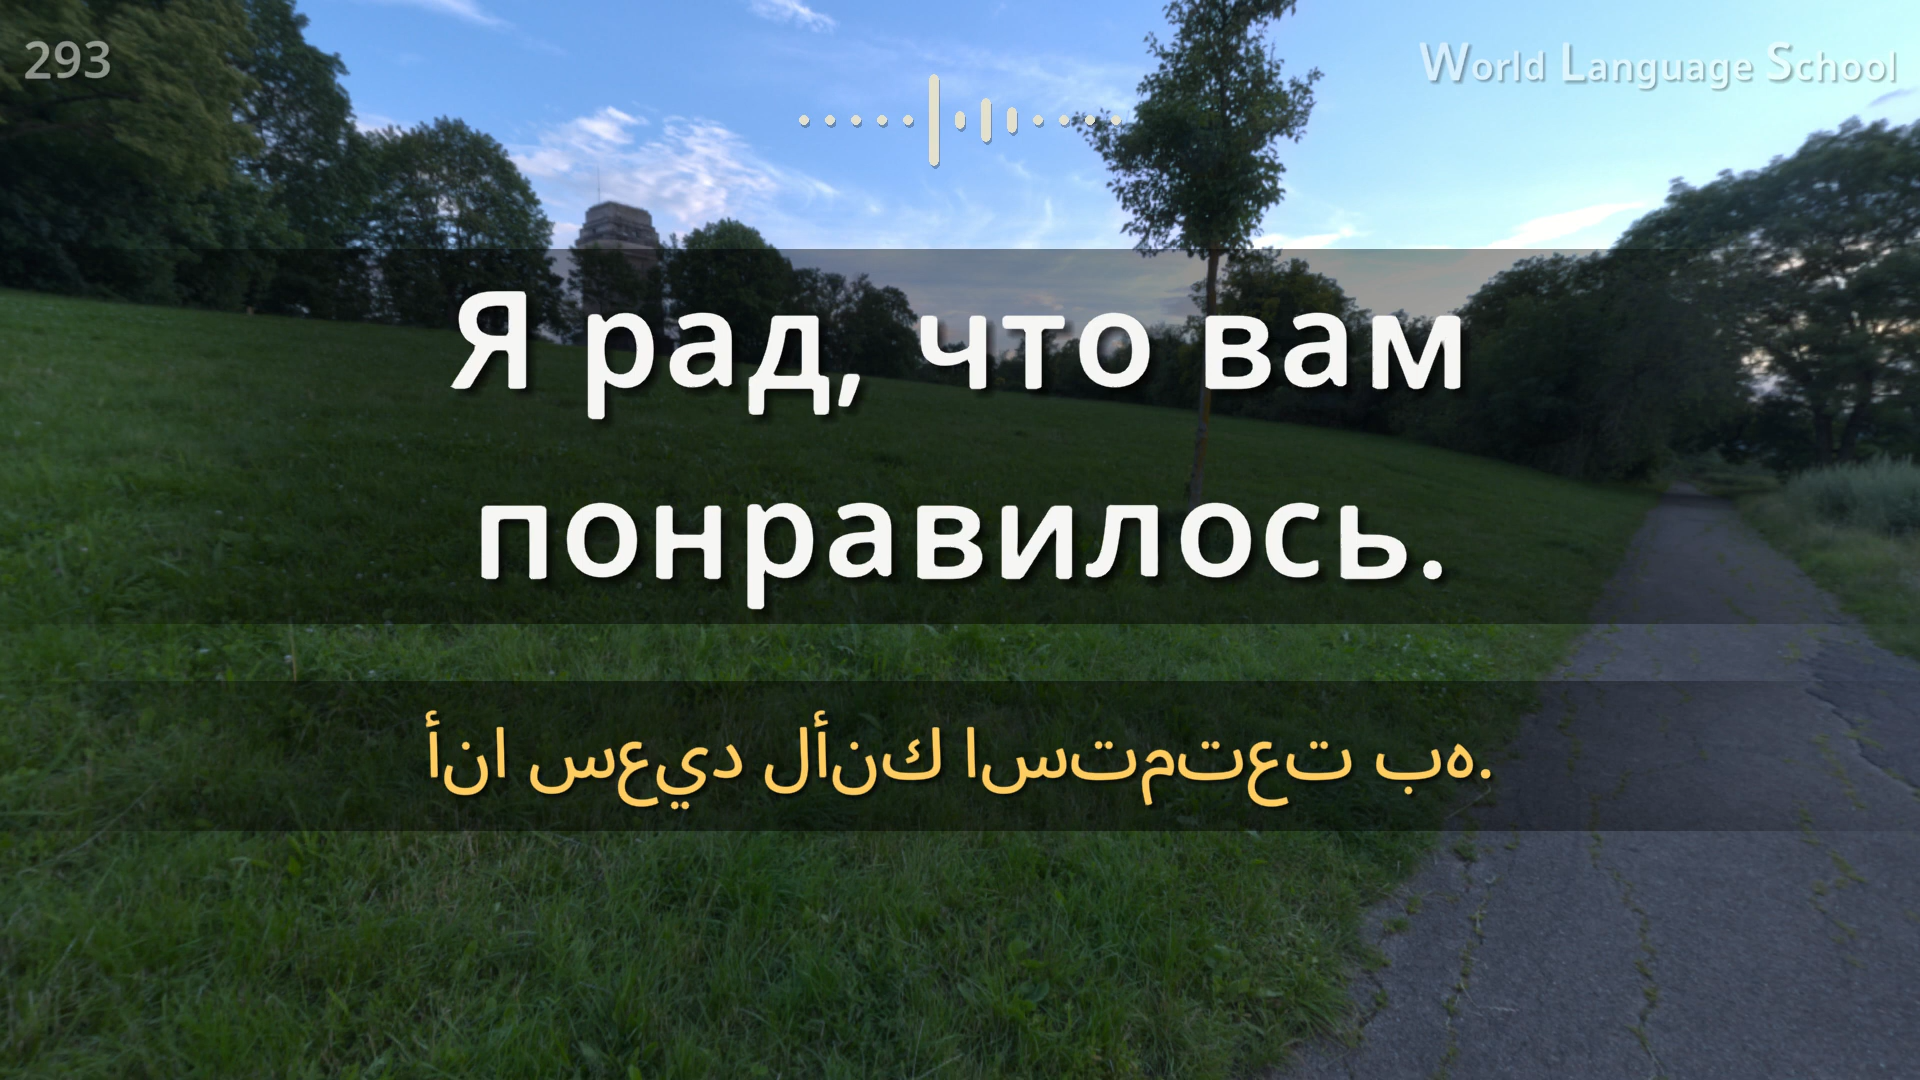 293
World Language School
Я рад, что вам
понравилось.
أنا سعيد لأنك استمتعت به.